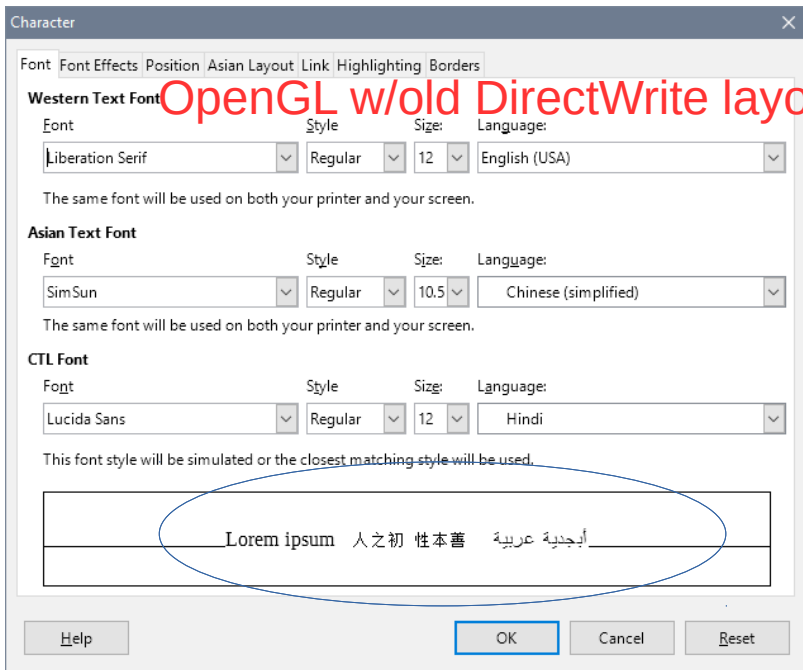 Character
Font Font Effects Position Asian Layout Link Highlighting Borders
OpenGL w/old DirectWrite layo
Western Text Font
Font Style Size: Language:
Liberation Serif Regular 12 English (USA)
The same font will be used on both your printer and your screen.
Asian Text Font
Font Style Size: Language:
SimSun Regular 10.5 Chinese (simplified)
The same font will be used on both your printer and your screen.
CTL Font
Font Style Size: Language:
Lucida Sans Regular 12 Hindi
This font style will be simulated or the closest matching style will be used.
Lorem ipsum 人之初 性本善 أبجدية عربية
Help OK Cancel Reset